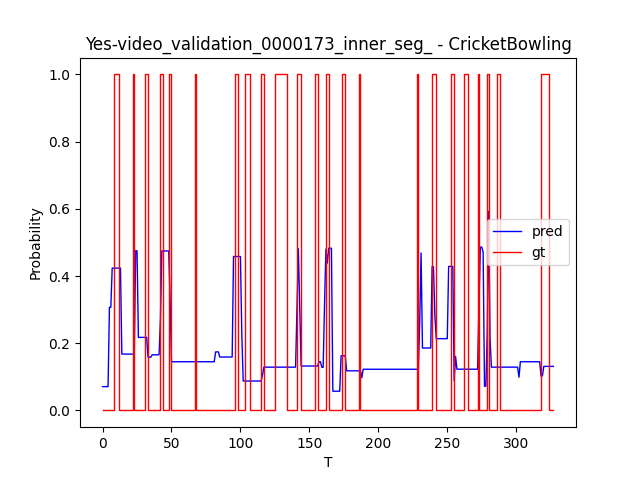 Yes-video_validation_0000173_inner_seg_ - CricketBowling
1.0
0.8
0.6
0.4
0.2
0.0
Probability
pred
gt
0 50 100 150 200 250 300
T